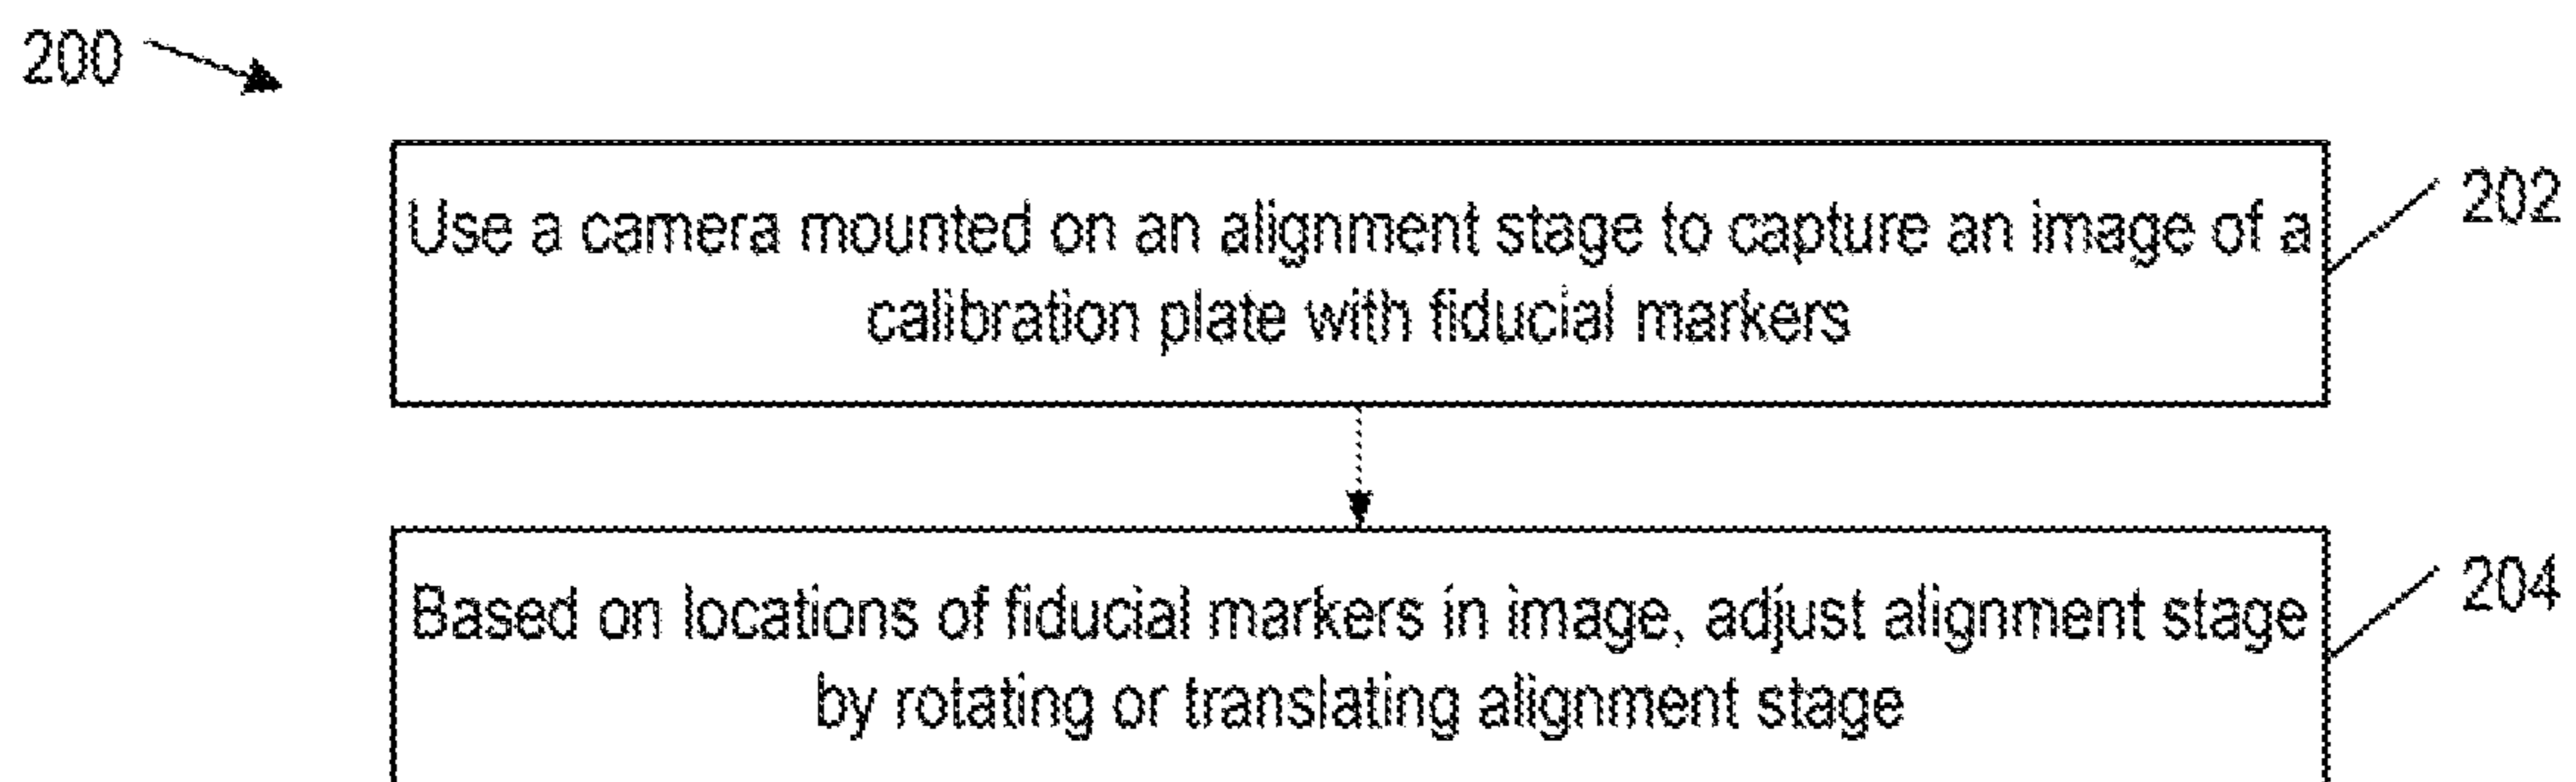 200
Use a camera mounted on an alignment stage to capture an image of a
calibration plate with fiducial markers
202
Based on locations of fiducial markers in image, adjust alignment stage
by rotating or translating alignment stage
204